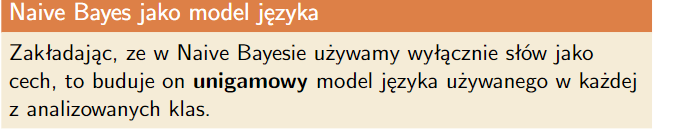 Naive Bayes jako model języka
Zakładając, ze w Naive Bayesie używamy wyłącznie słów jako
cech, to buduje on unigamowy model języka używanego w każdej
z analizowanych klas.